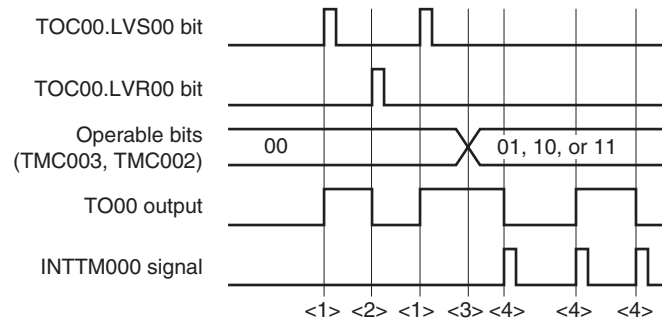 TOC00.LVS00 bit
TOC00.LVR00 bit
Operable bits
(TMC003, TMC002)
00
01, 10, or 11
TO00 output
INTTM000 signal
<1> <2> <1> <3> <4> <4> <4>